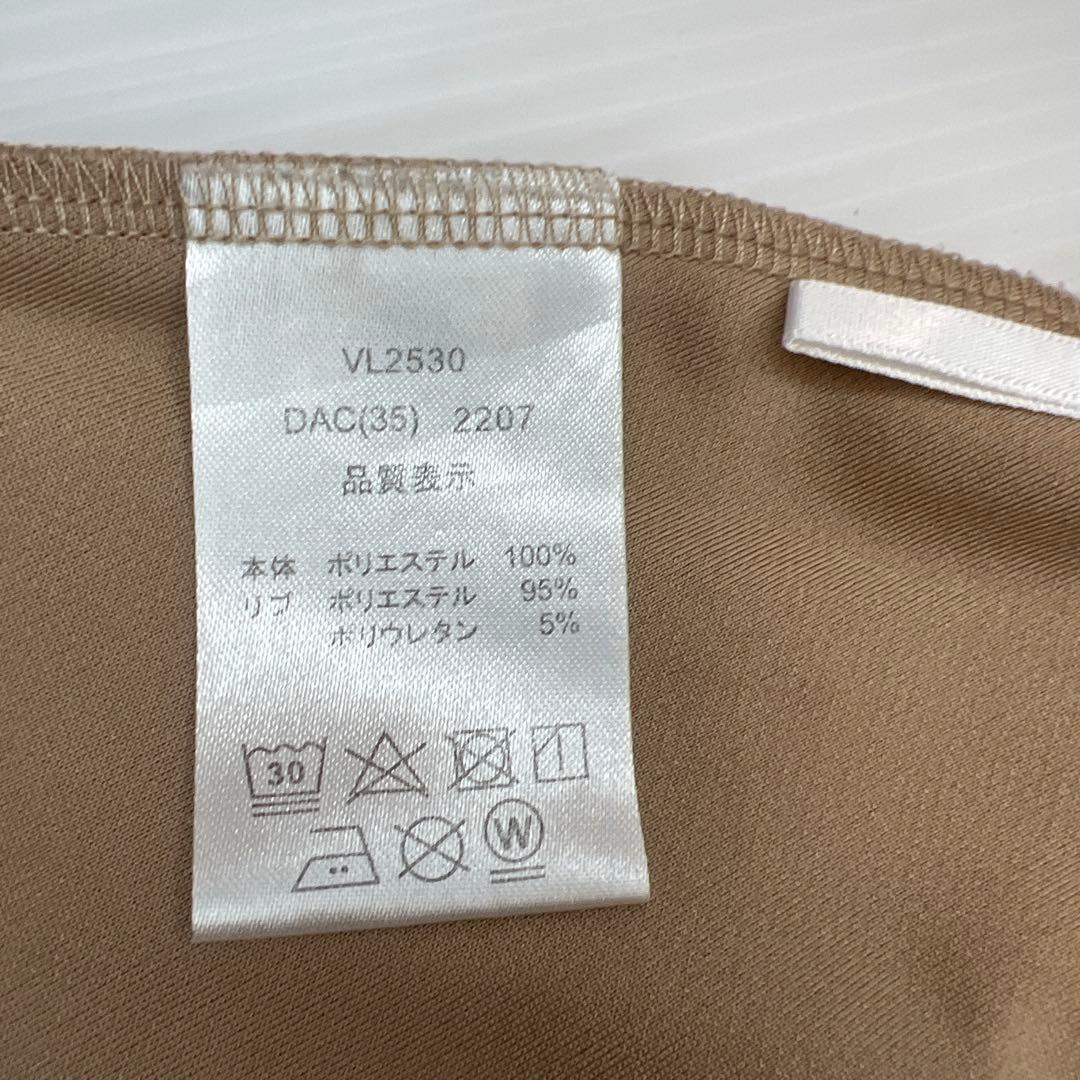 VL2530
DAC(35) 2207
品質表示
本体 ポリエステル 100%
リブ ポリエステル 95%
ポリウレタン 5%
30
W